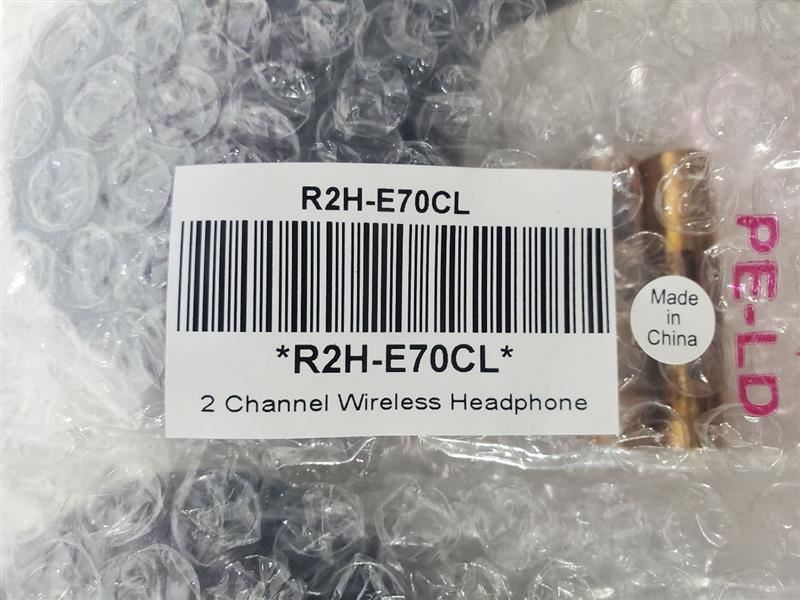 R2H-E70CL
*R2H-E70CL*
2 Channel Wireless Headphone
Made
in
China
PE-LD